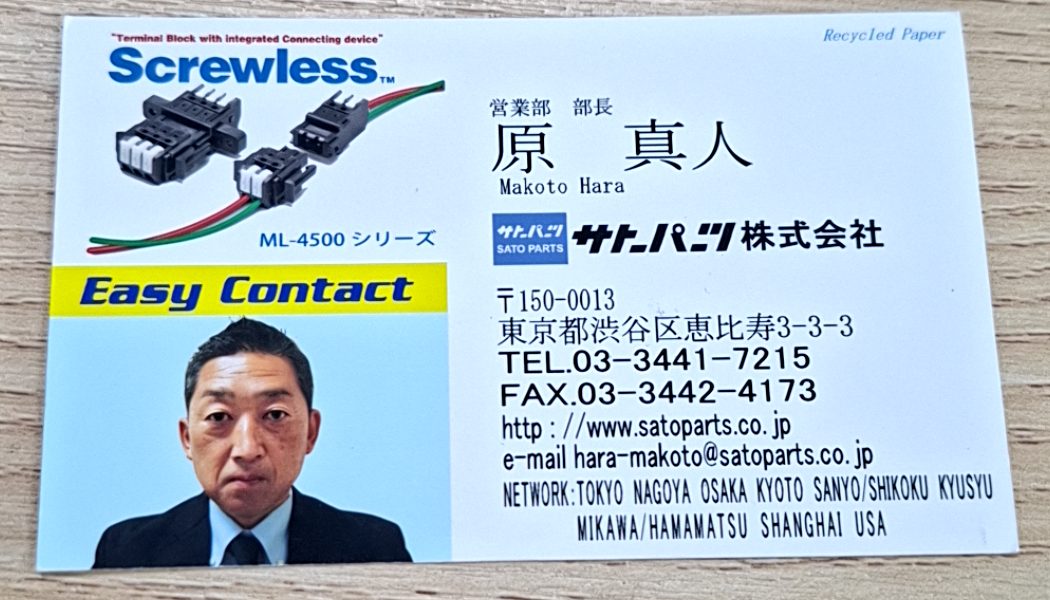 "Terminal Block with integrated Connecting device"
Screwless™
ML-4500 シリーズ
Easy Contact
Recycled Paper
営業部 部長
原 真人
Makoto Hara
サトーパーツ
SATO PARTS
サトーパーツ株式会社
〒150-0013
東京都渋谷区恵比寿3-3-3
TEL.03-3441-7215
FAX.03-3442-4173
http://www.satoparts.co.jp
e-mail hara-makoto@satoparts.co.jp
NETWORK:TOKYO NAGOYA OSAKA KYOTO SANYO/SHIKOKU KYUSYU
MIKAWA/HAMAMATSU SHANGHAI USA